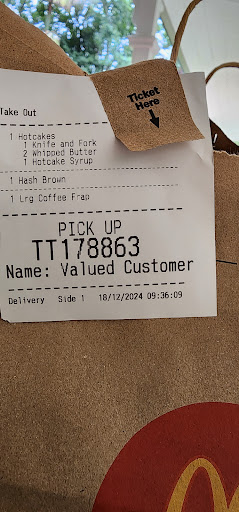 Ticket
Here
Take Out
1 Hotcakes
1 Knife and Fork
2 Whipped Butter
1 Hotcake Syrup
1 Hash Brown
1 Lrg Coffee Frap
PICK UP
TT178863
Name: Valued Customer
Delivery Side 1 18/12/2024 09:36:09